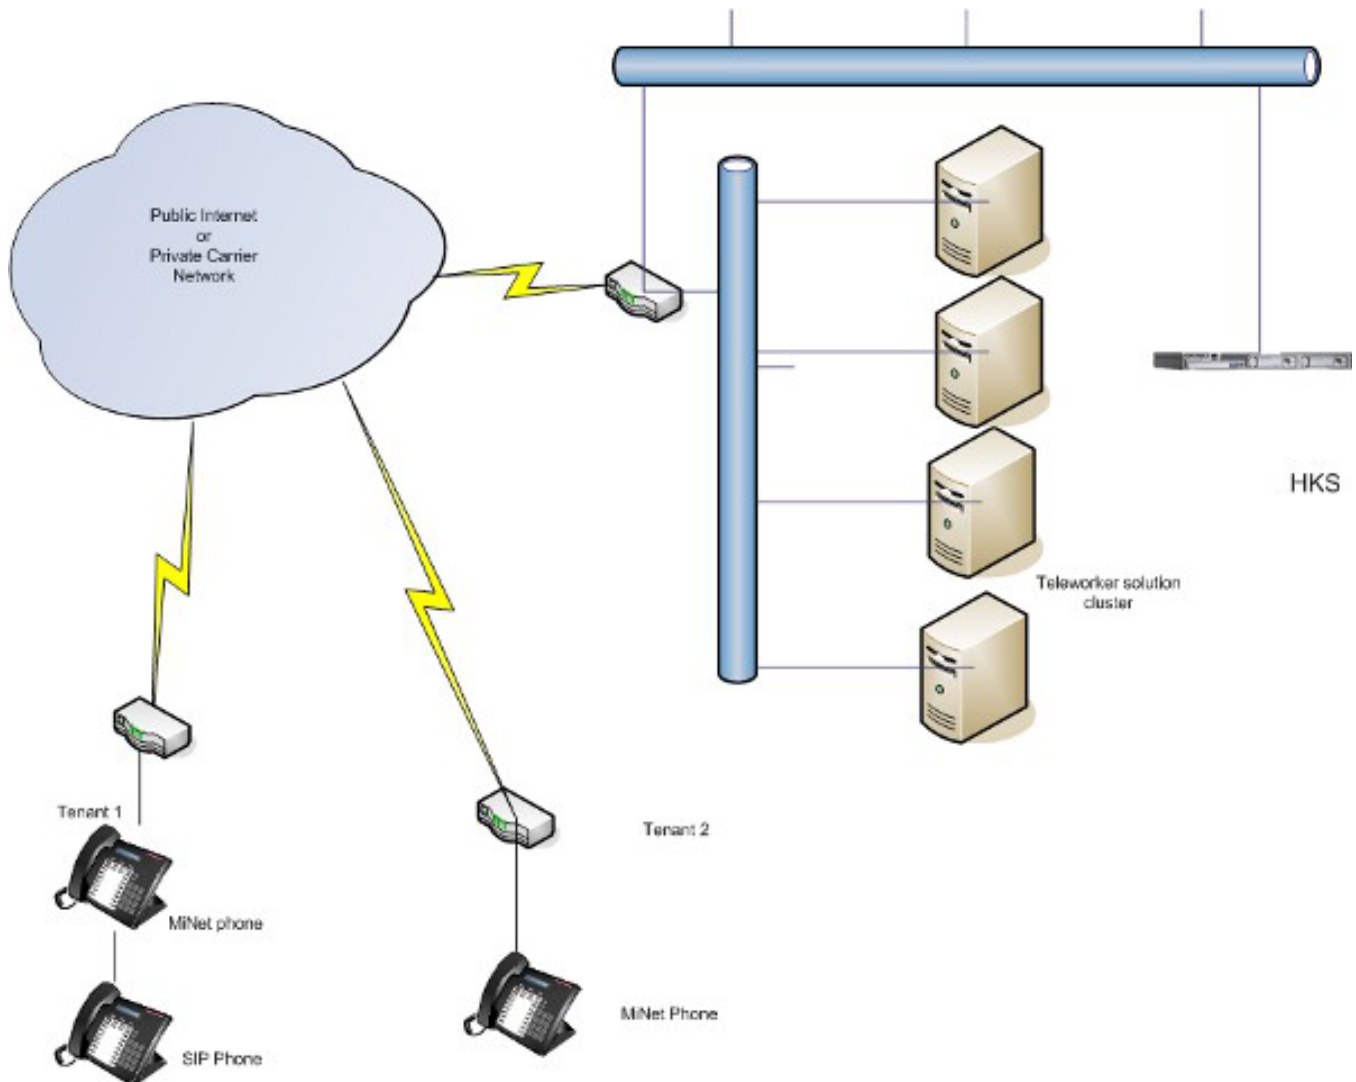 Public Internet
or
Private Carrier
Network
HKS
Teleworker solution
cluster
Tenant 1
Tenant 2
MiNet phone
MiNet Phone
SIP Phone